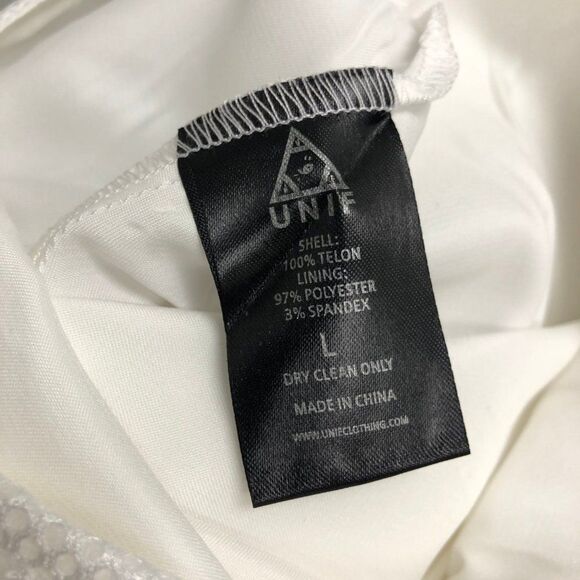 UNIF
SHELL:
100% TELON
LINING:
97% POLYESTER
3% SPANDEX
L
DRY CLEAN ONLY
MADE IN CHINA
WWW.UNIFCLOTHING.COM